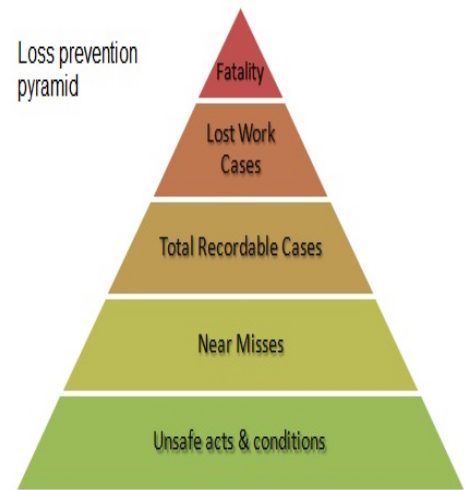 Loss prevention
pyramid
Fatality
Lost Work
Cases
Total Recordable Cases
Near Misses
Unsafe acts & conditions